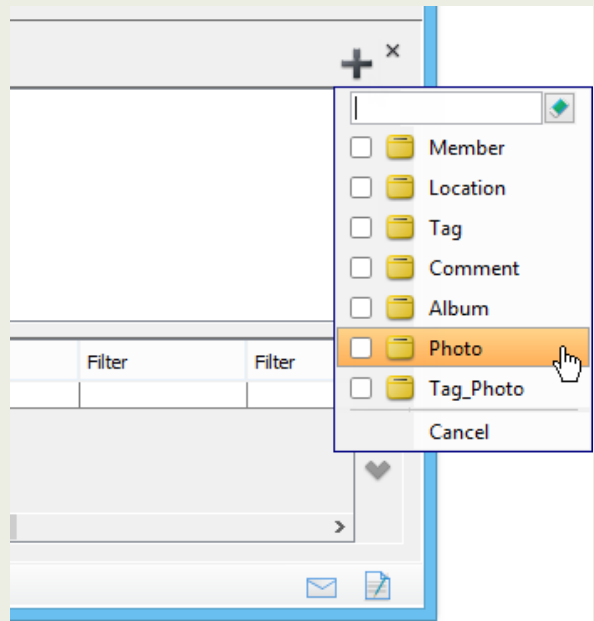 Member
Location
Tag
Comment
Album
Photo
Tag_Photo
Cancel
Filter Filter